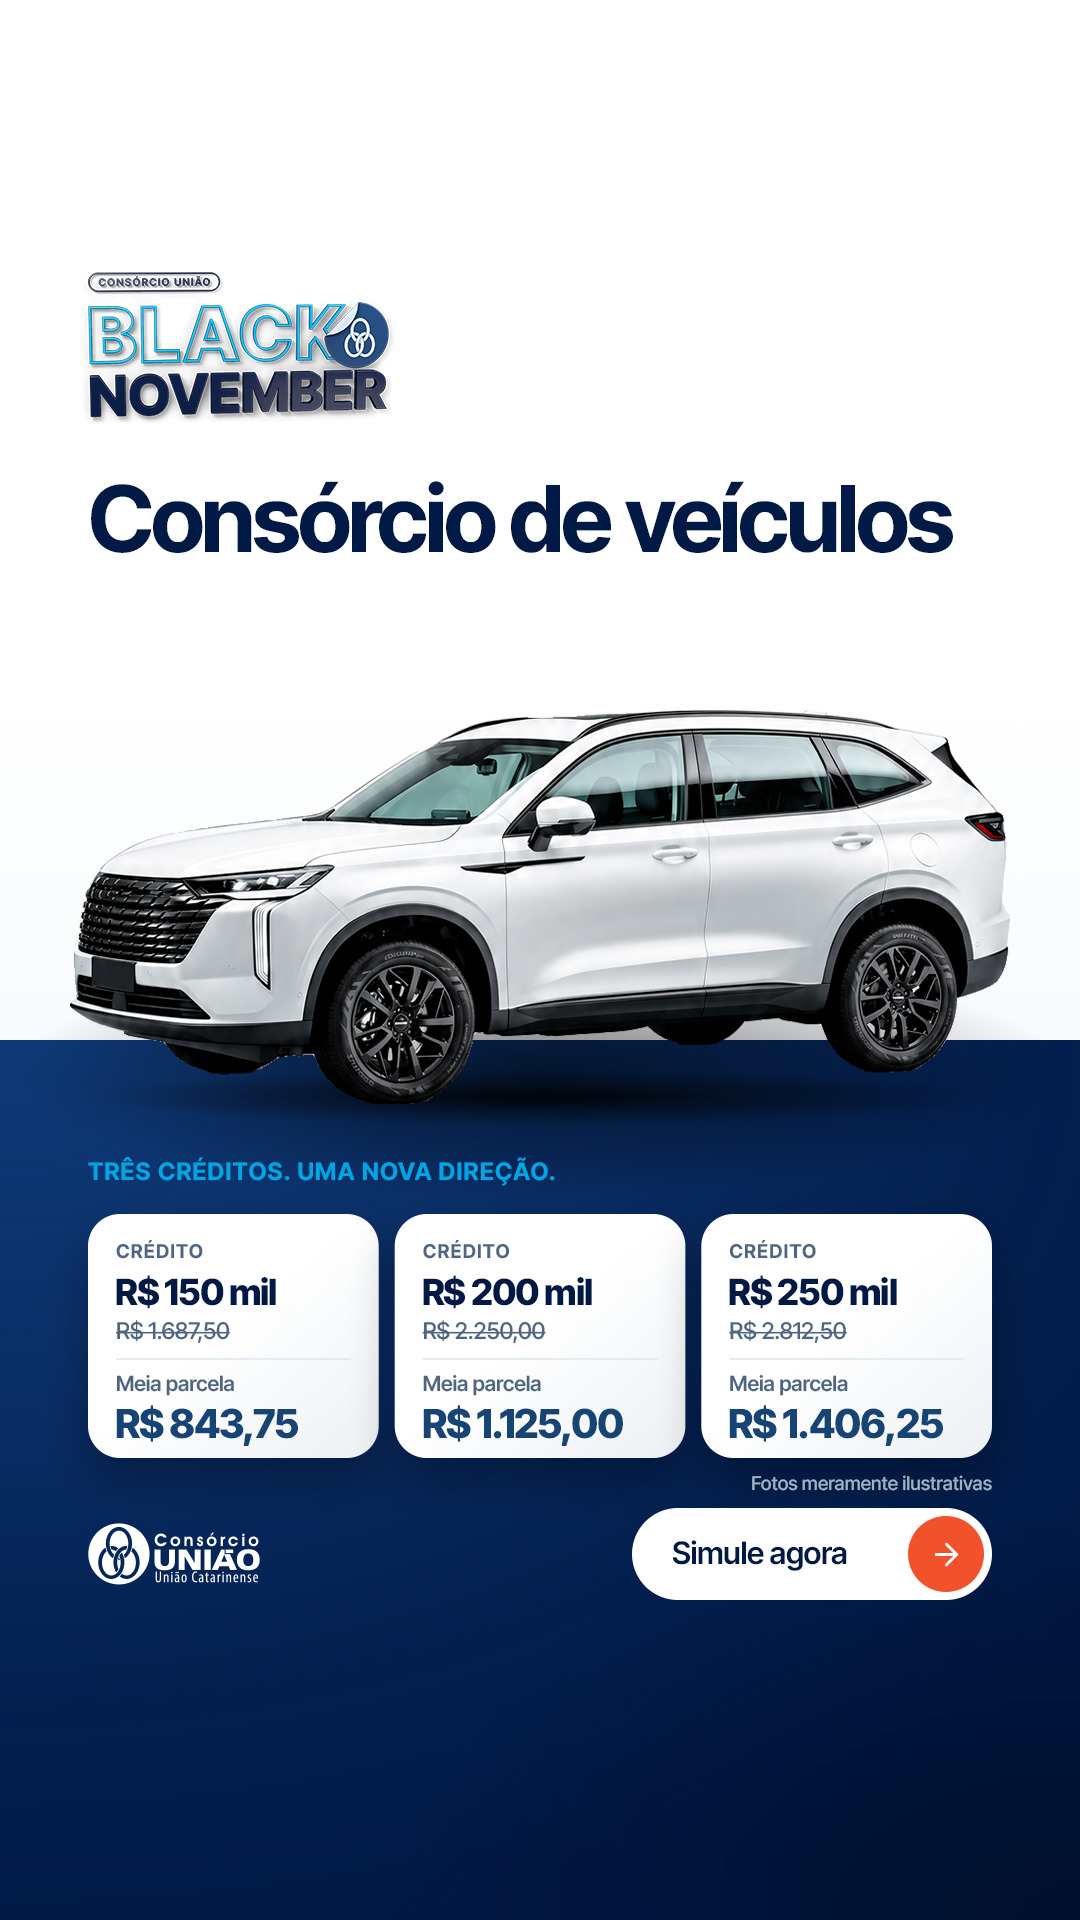 CONSÓRCIO UNIÃO
BLACK
NOVEMBER
Consórcio de veículos
TRÊS CRÉDITOS. UMA NOVA DIREÇÃO.
CRÉDITO
R$ 150 mil
R$ 1.687,50
Meia parcela
R$ 843,75
CRÉDITO
R$ 200 mil
R$ 2.250,00
Meia parcela
R$ 1.125,00
CRÉDITO
R$ 250 mil
R$ 2.812,50
Meia parcela
R$ 1.406,25
Fotos meramente ilustrativas
Consórcio
UNIÃO
União Catarinense
Simule agora